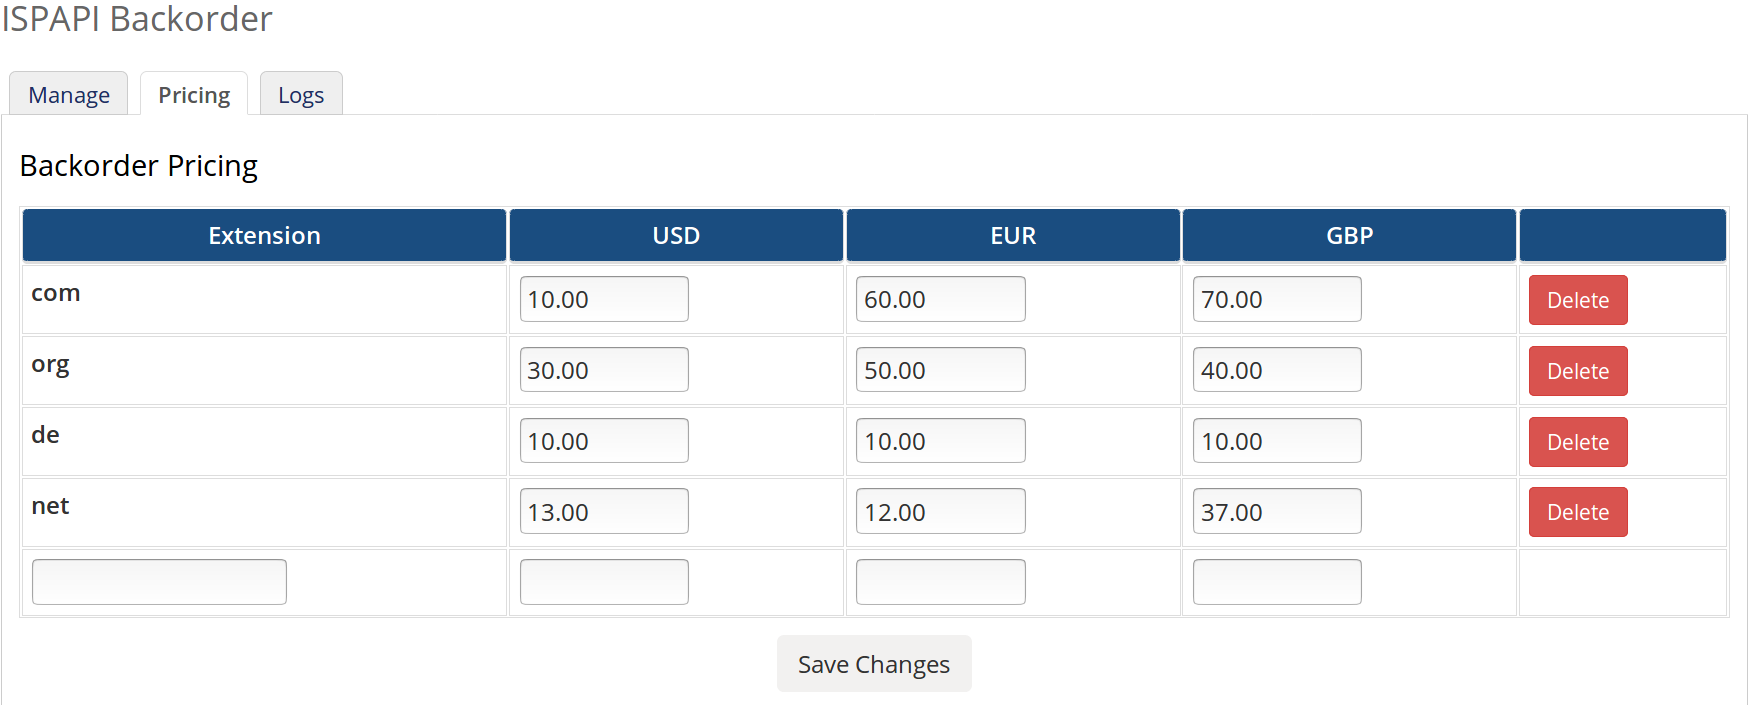 ISPAPI Backorder
Manage Pricing Logs
Backorder Pricing
Extension USD EUR GBP
com 10.00 60.00 70.00 Delete
org 30.00 50.00 40.00 Delete
de 10.00 10.00 10.00 Delete
net 13.00 12.00 37.00 Delete
Save Changes